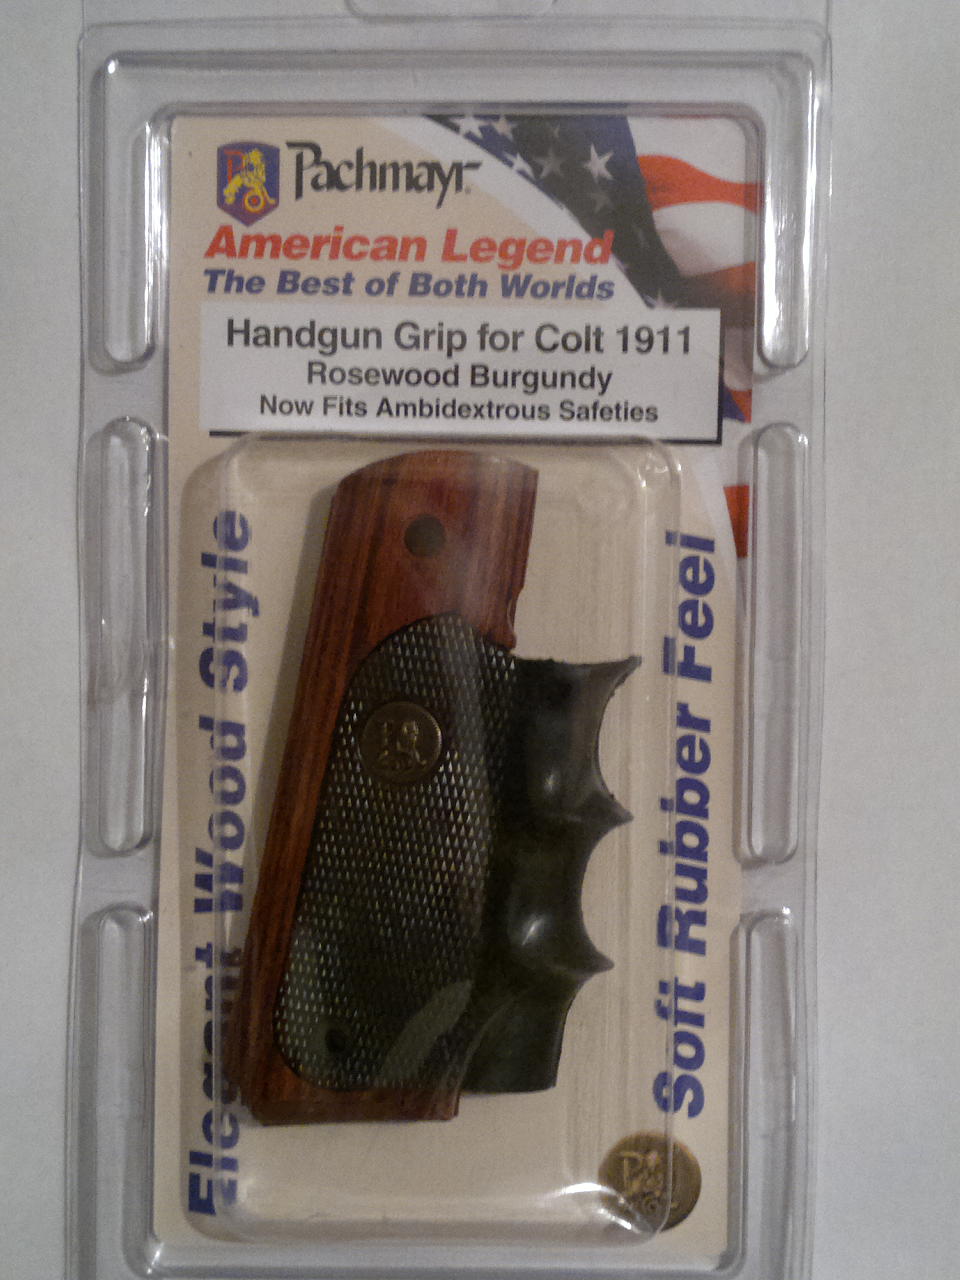 Pachmayr
American Legend
The Best of Both Worlds
Handgun Grip for Colt 1911
Rosewood Burgundy
Now Fits Ambidextrous Safeties
Elegant Wood Style
Soft Rubber Feel